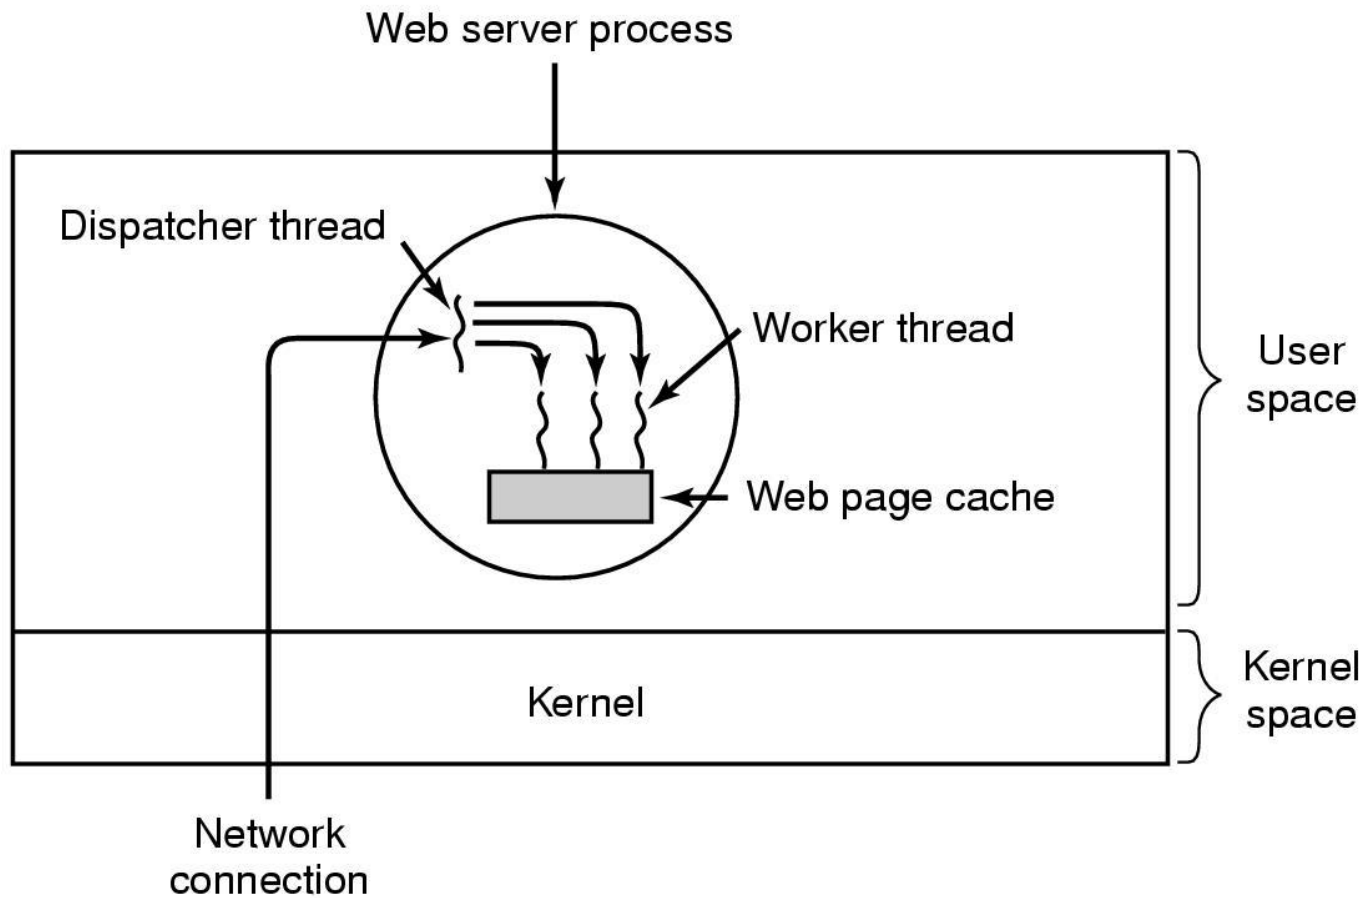 Web server process
Dispatcher thread
Worker thread
User
space
Web page cache
Kernel
Kernel
space
Network
connection